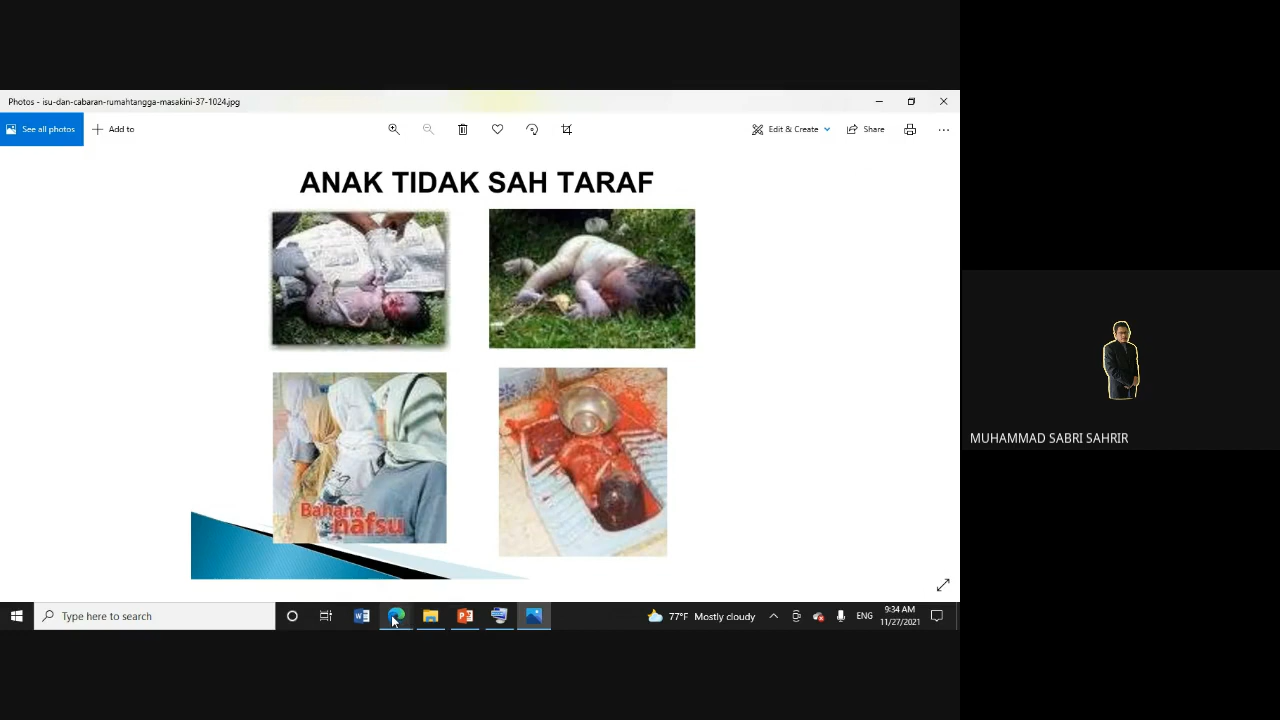 Photos - isu-dan-cabaran-rumahtangga-masakini-37-1024.jpg
See all photos
Add to
Edit & Create
Share
ANAK TIDAK SAH TARAF
Bahana
nafsu
MUHAMMAD SABRI SAHRIR
Type here to search
77°F Mostly cloudy
ENG
9:34 AM
11/27/2021